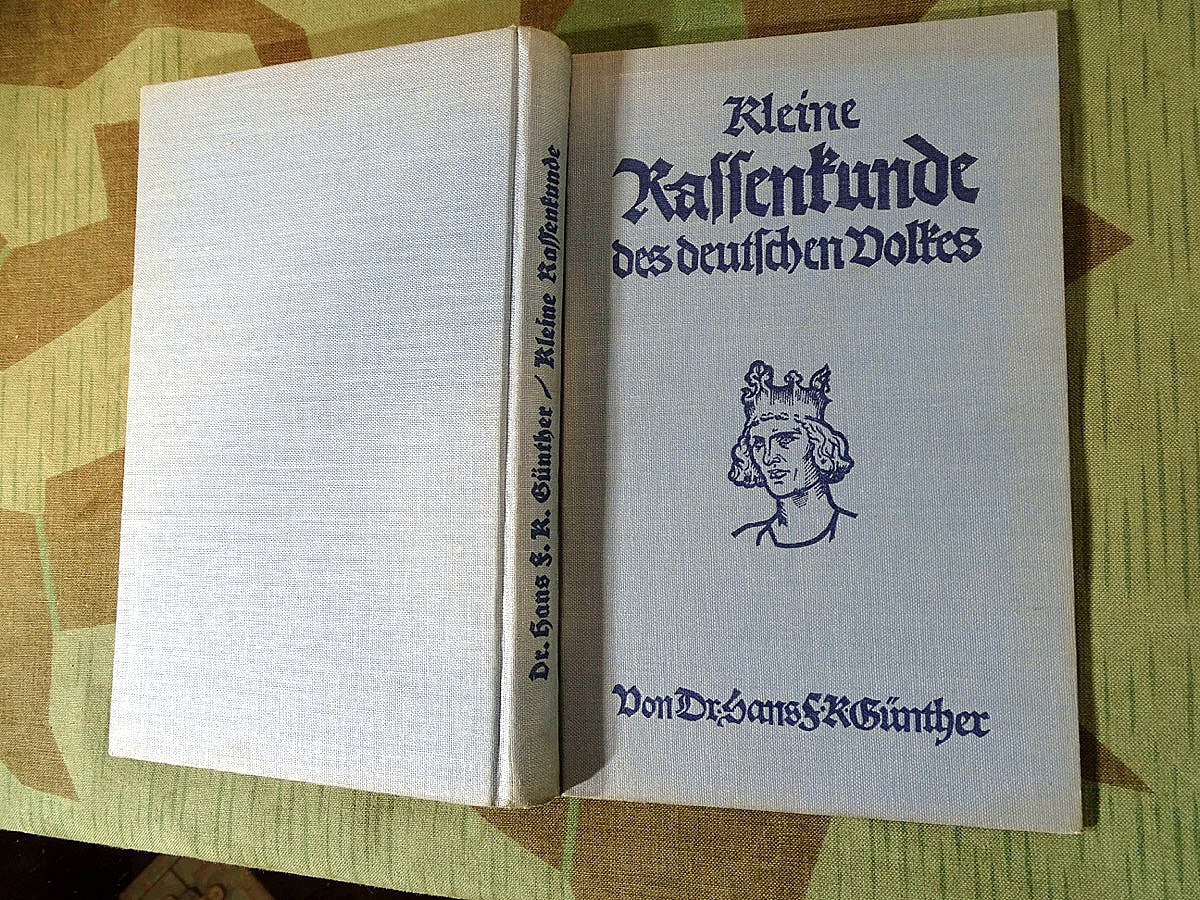 Kleine
Raſſenkunde
des deutſchen Volkes
Von Dr. Hans F. K. Günther
Dr. Hans F. K. Günther / Kleine Raſſenkunde